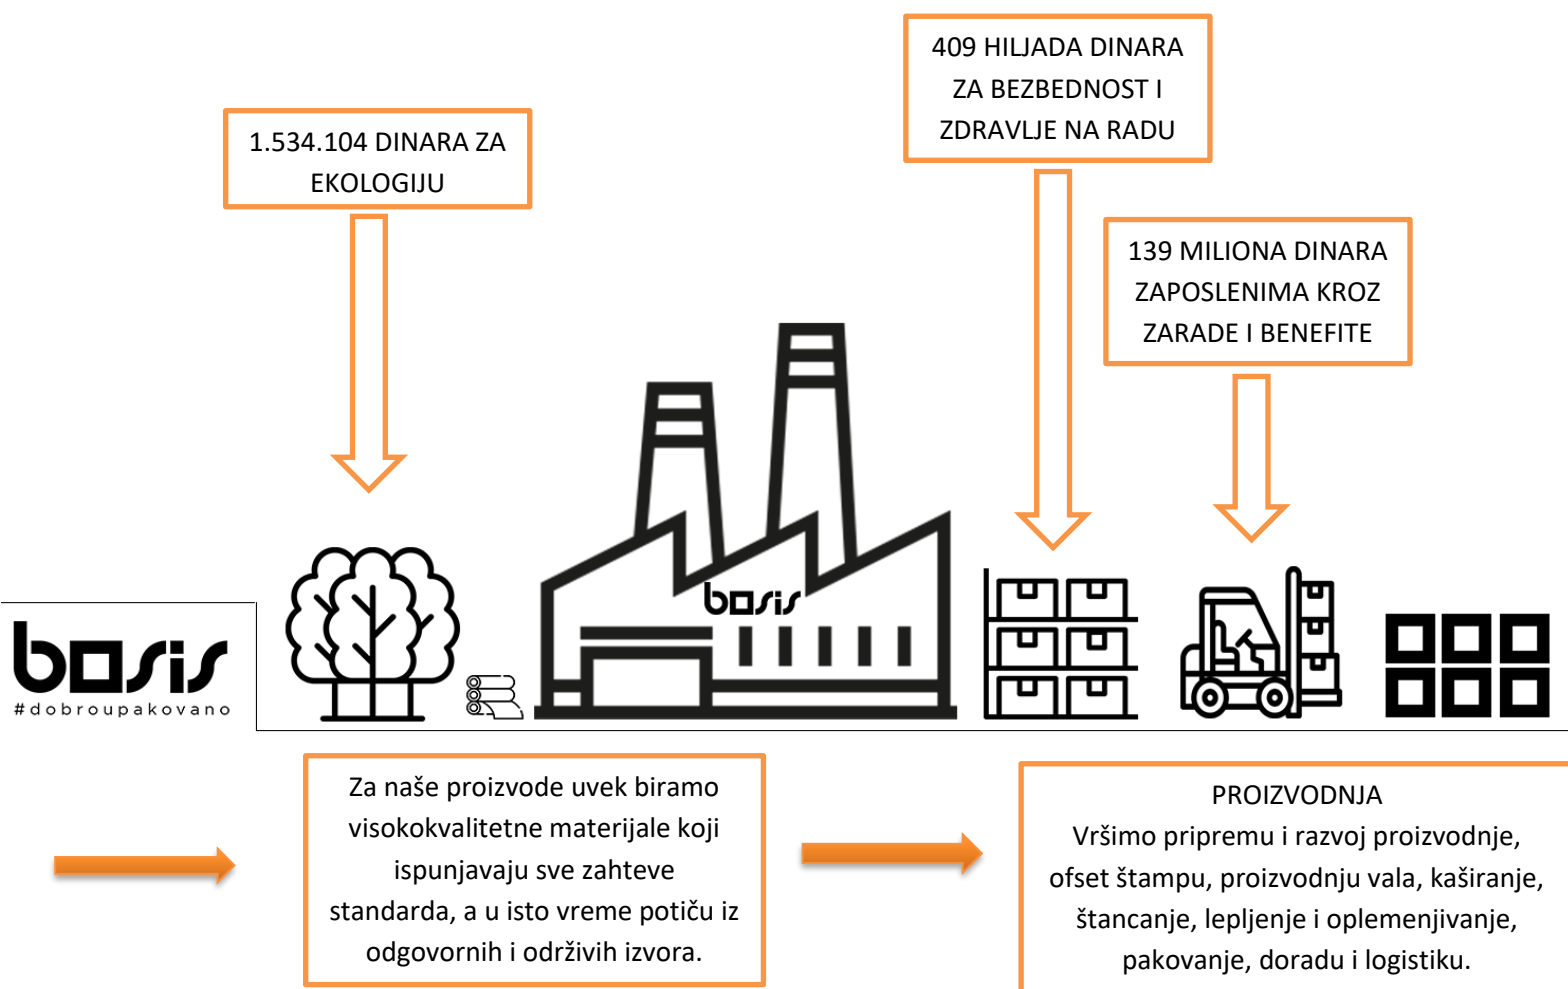 409 HILJADA DINARA
ZA BEZBEDNOST I
ZDRAVLJE NA RADU
1.534.104 DINARA ZA
EKOLOGIJU
139 MILIONA DINARA
ZAPOSLENIMA KROZ
ZARADE I BENEFITE
bosis
bosis
#dobroupakovano
Za naše proizvode uvek biramo
visokokvalitetne materijale koji
ispunjavaju sve zahteve
standarda, a u isto vreme potiču iz
odgovornih i održivih izvora.
PROIZVODNJA
Vršimo pripremu i razvoj proizvodnje,
ofset štampu, proizvodnju vala, kaširanje,
štancanje, lepljenje i oplemenjivanje,
pakovanje, doradu i logistiku.